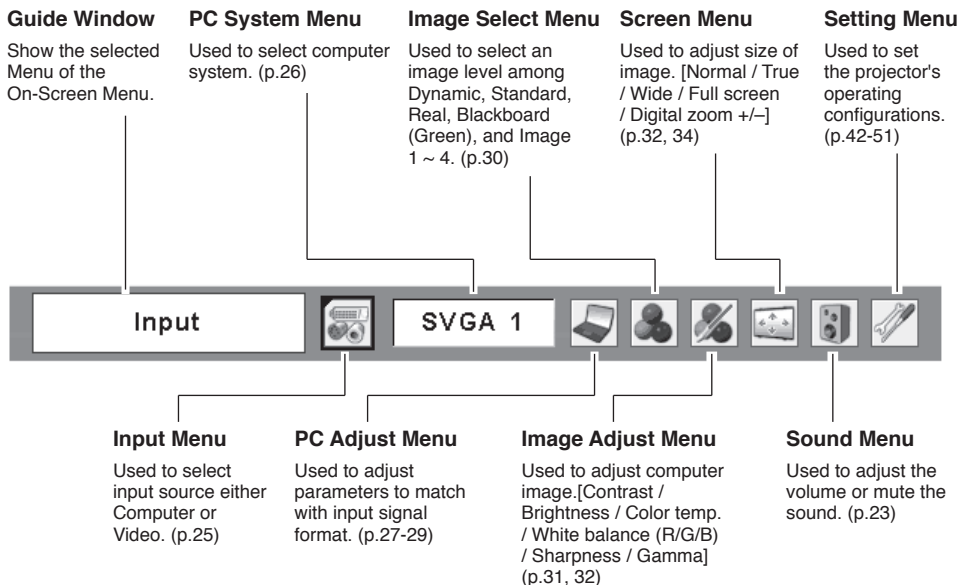 Guide Window
Show the selected
Menu of the
On-Screen Menu.
PC System Menu
Used to select computer
system. (p.26)
Image Select Menu
Used to select an
image level among
Dynamic, Standard,
Real, Blackboard
(Green), and Image
1 ~ 4. (p.30)
Screen Menu
Used to adjust size of
image. [Normal / True
/ Wide / Full screen
/ Digital zoom +/–]
(p.32, 34)
Setting Menu
Used to set
the projector's
operating
configurations.
(p.42-51)
Input
SVGA 1
Input Menu
Used to select
input source either
Computer or
Video. (p.25)
PC Adjust Menu
Used to adjust
parameters to match
with input signal
format. (p.27-29)
Image Adjust Menu
Used to adjust computer
image.[Contrast /
Brightness / Color temp.
/ White balance (R/G/B)
/ Sharpness / Gamma]
(p.31, 32)
Sound Menu
Used to adjust the
volume or mute the
sound. (p.23)